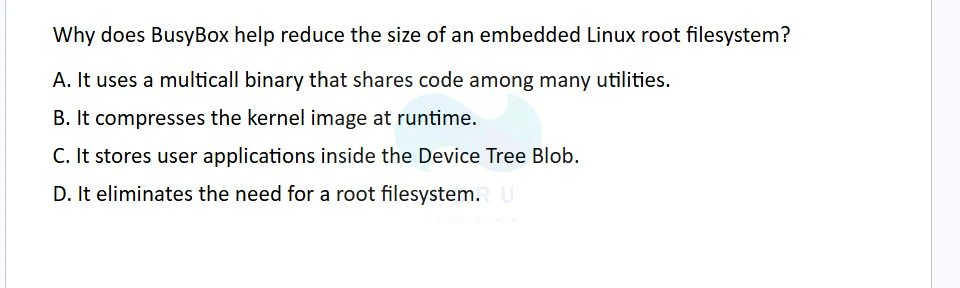 Why does BusyBox help reduce the size of an embedded Linux root filesystem?
A. It uses a multicall binary that shares code among many utilities.
B. It compresses the kernel image at runtime.
C. It stores user applications inside the Device Tree Blob.
D. It eliminates the need for a root filesystem.
R U